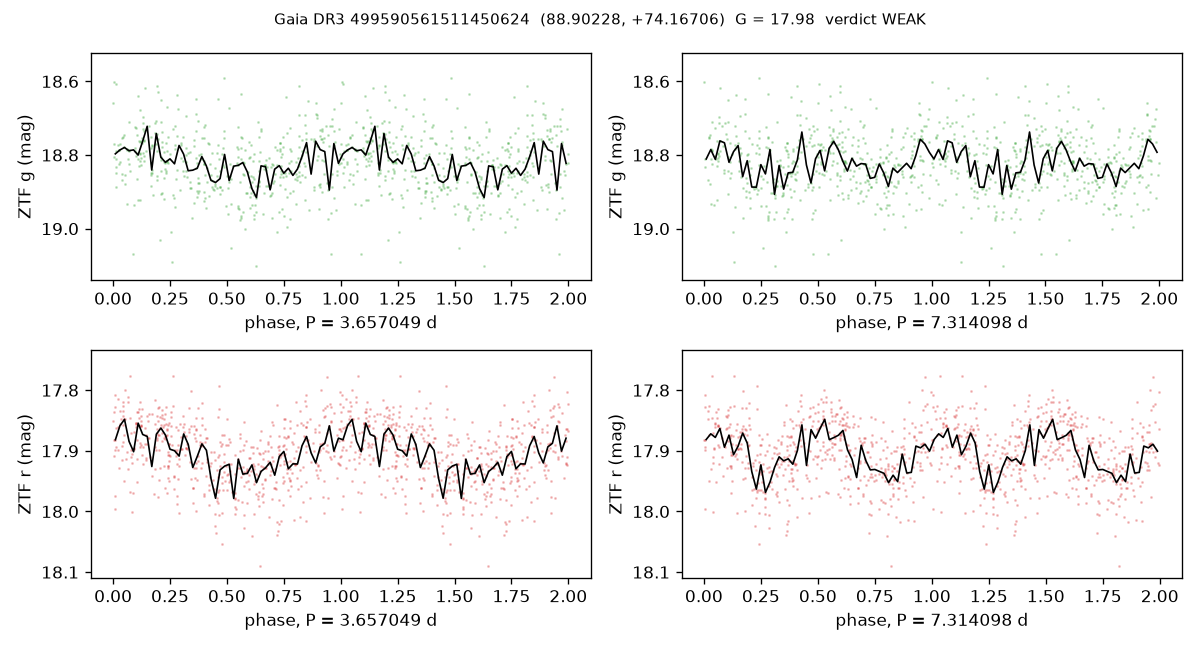 Gaia DR3 499590561511450624  (88.90228, +74.16706)  G = 17.98  verdict WEAK
ZTF g (mag)
18.6
18.8
19.0
0.00 0.25 0.50 0.75 1.00 1.25 1.50 1.75 2.00
phase, P = 3.657049 d
ZTF g (mag)
18.6
18.8
19.0
0.00 0.25 0.50 0.75 1.00 1.25 1.50 1.75 2.00
phase, P = 7.314098 d
ZTF r (mag)
17.8
17.9
18.0
18.1
0.00 0.25 0.50 0.75 1.00 1.25 1.50 1.75 2.00
phase, P = 3.657049 d
ZTF r (mag)
17.8
17.9
18.0
18.1
0.00 0.25 0.50 0.75 1.00 1.25 1.50 1.75 2.00
phase, P = 7.314098 d